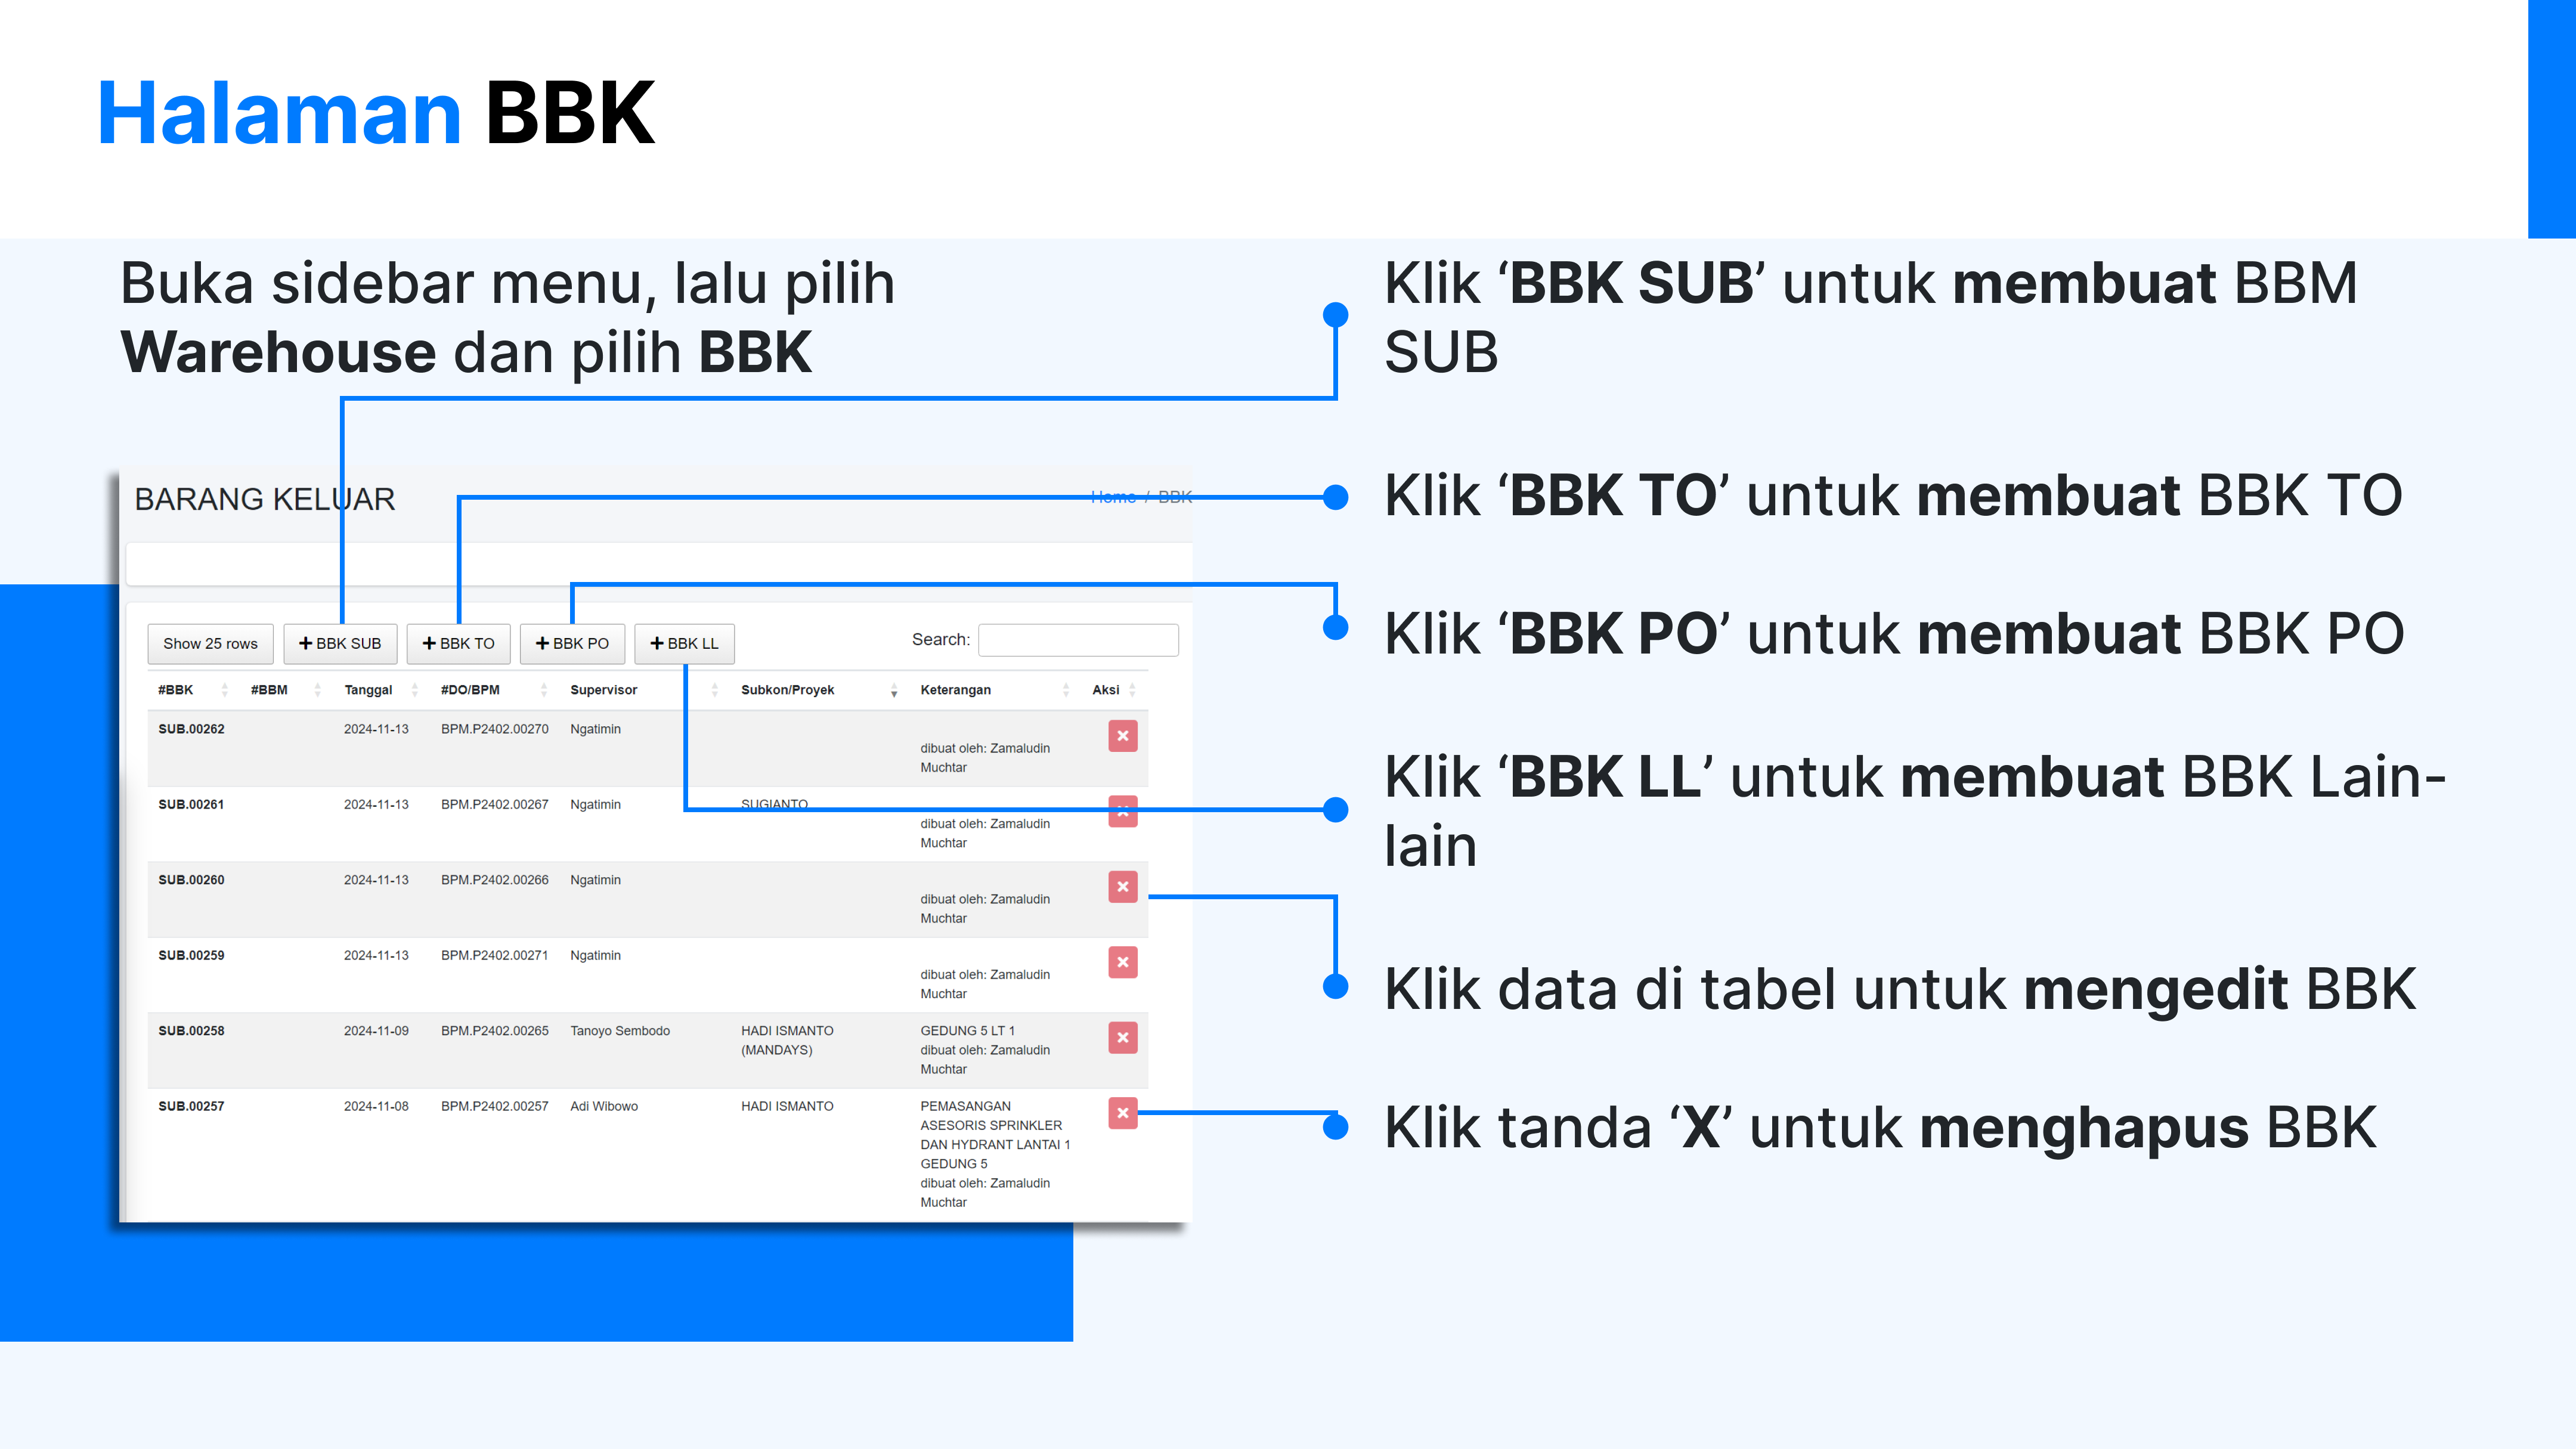 Halaman BBK
Buka sidebar menu, lalu pilih
Warehouse dan pilih BBK
BARANG KELUAR
Home / BBK
Show 25 rows
BBK SUB
BBK TO
BBK PO
BBK LL
Search:
#BBK #BBM Tanggal #DO/BPM Supervisor Subkon/Proyek Keterangan Aksi
SUB.00262 2024-11-13 BPM.P2402.00270 Ngatimin
dibuat oleh: Zamaludin
Muchtar
SUB.00261 2024-11-13 BPM.P2402.00267 Ngatimin SUGIANTO
dibuat oleh: Zamaludin
Muchtar
SUB.00260 2024-11-13 BPM.P2402.00266 Ngatimin
dibuat oleh: Zamaludin
Muchtar
SUB.00259 2024-11-13 BPM.P2402.00271 Ngatimin
dibuat oleh: Zamaludin
Muchtar
SUB.00258 2024-11-09 BPM.P2402.00265 Tanoyo Sembodo HADI ISMANTO GEDUNG 5 LT 1
(MANDAYS) dibuat oleh: Zamaludin
Muchtar
SUB.00257 2024-11-08 BPM.P2402.00257 Adi Wibowo HADI ISMANTO PEMASANGAN
ASESORIS SPRINKLER
DAN HYDRANT LANTAI 1
GEDUNG 5
dibuat oleh: Zamaludin
Muchtar
Klik ‘BBK SUB’ untuk membuat BBM
SUB
Klik ‘BBK TO’ untuk membuat BBK TO
Klik ‘BBK PO’ untuk membuat BBK PO
Klik ‘BBK LL’ untuk membuat BBK Lain-
lain
Klik data di tabel untuk mengedit BBK
Klik tanda ‘X’ untuk menghapus BBK